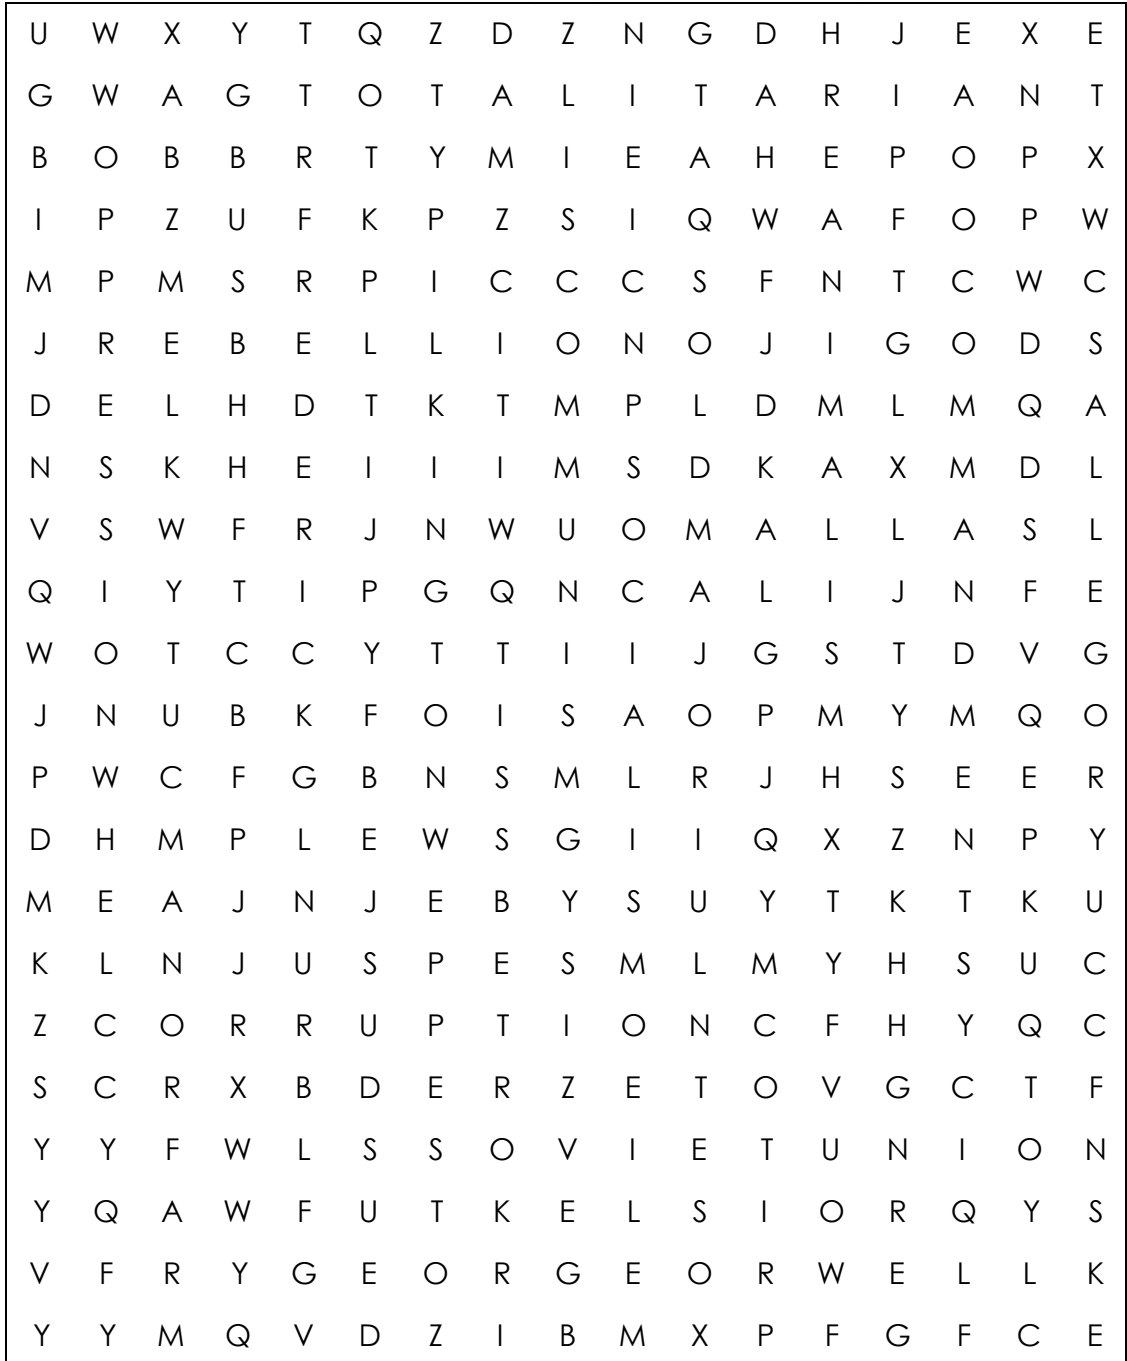 U W X Y T Q Z D Z N G D H J E X E
G W A G T O T A L I T A R I A N T
B O B B R T Y M I E A H E P O P X
I P Z U F K P Z S I Q W A F O P W
M P M S R P I C C C S F N T C W C
J R E B E L L I O N O J I G O D S
D E L H D T K T M P L D M L M Q A
N S K H E I I I M S D K A X M D L
V S W F R J N W U O M A L L A S L
Q I Y T I P G Q N C A L I J N F E
W O T C C Y T T I I J G S T D V G
J N U B K F O I S A O P M Y M Q O
P W C F G B N S M L R J H S E E R
D H M P L E W S G I I Q X Z N P Y
M E A J N J E B Y S U Y T K T K U
K L N J U S P E S M L M Y H S U C
Z C O R R U P T I O N C F H Y Q C
S C R X B D E R Z E T O V G C T F
Y Y F W L S S O V I E T U N I O N
Y Q A W F U T K E L S I O R Q Y S
V F R Y G E O R G E O R W E L L K
Y Y M Q V D Z I B M X P F G F C E